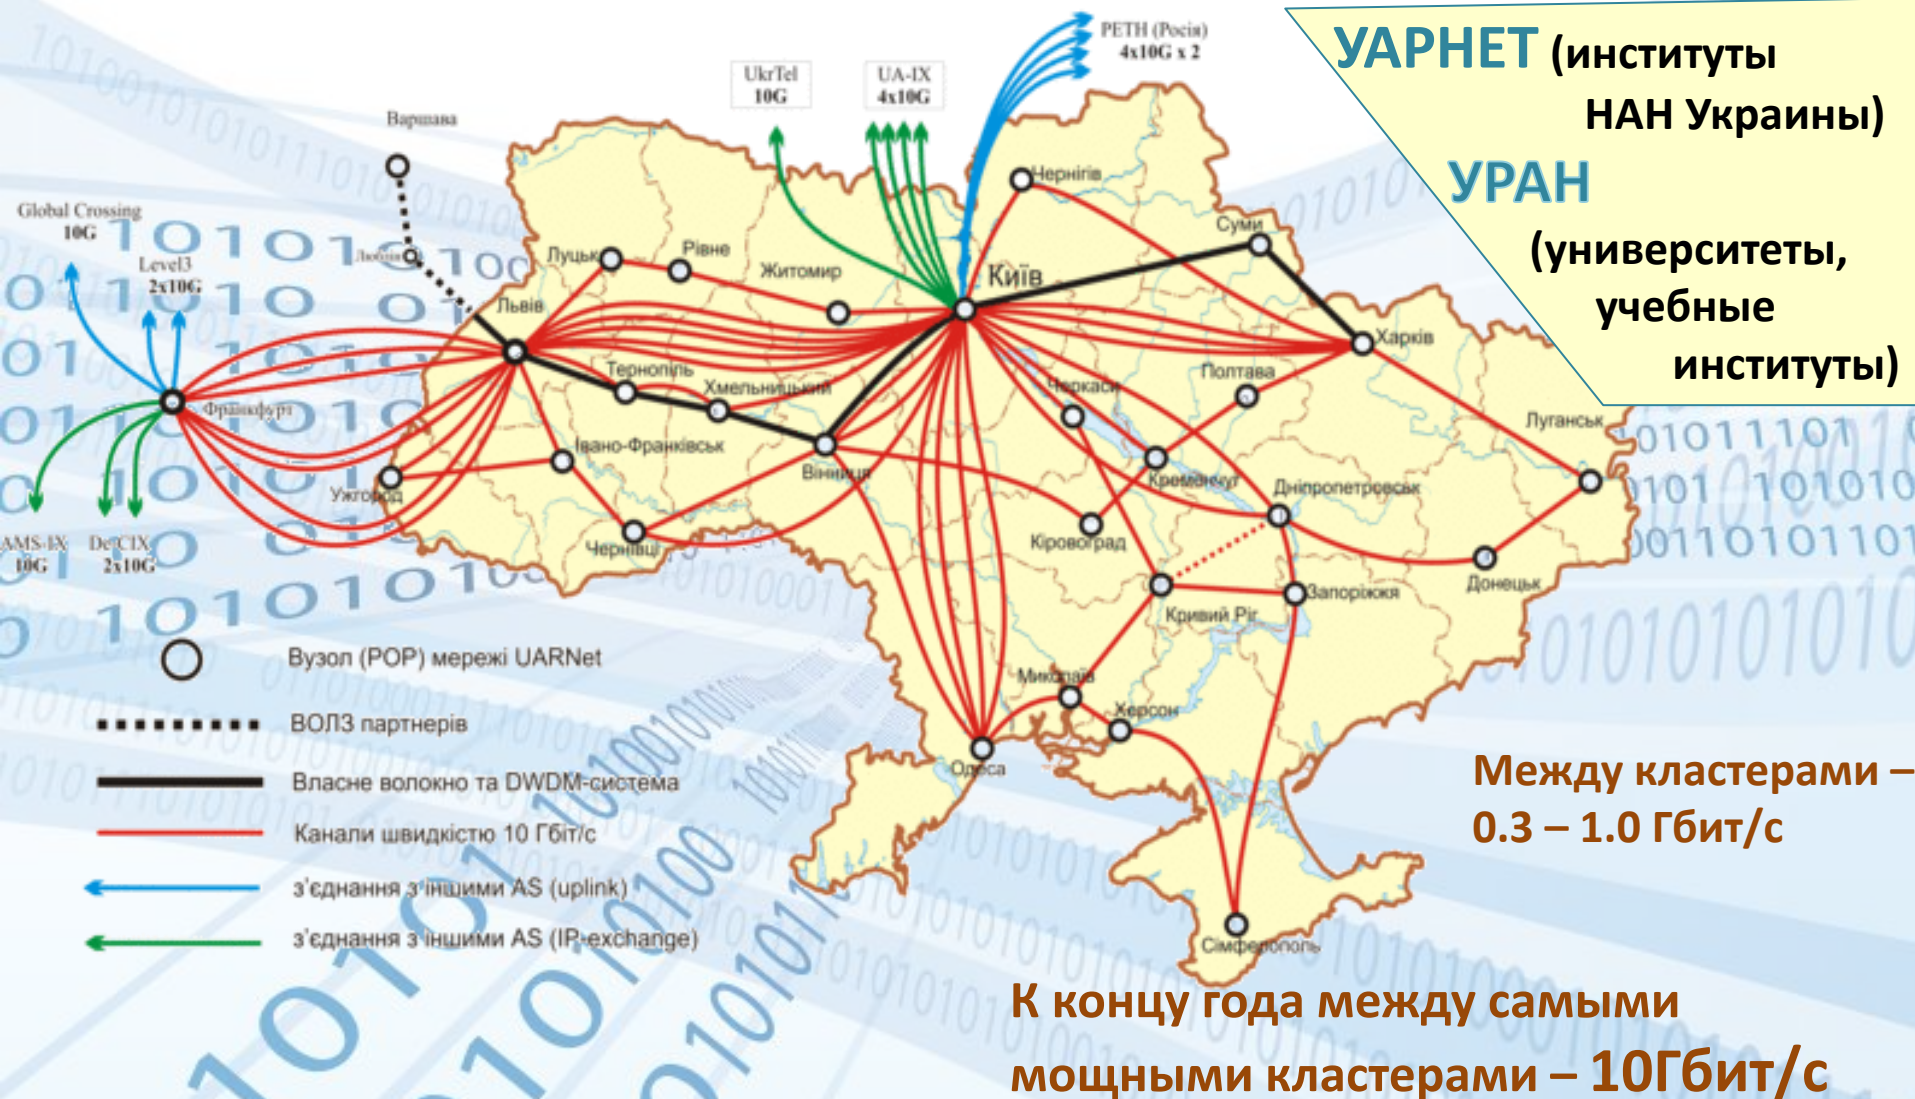 УАРНЕТ (институты
НАН Украины)
УРАН
(университеты,
учебные
институты)
РЕТН (Росія)
4x10G x 2
UkrTel
10G
UA-IX
4x10G
Варшава
Люблін
Global Crossing
10G
Level3
2x10G
Франкфурт
AMS-IX
10G
De-CIX
2x10G
Чернігів
Суми
Луцьк
Рівне
Житомир
Київ
Львів
Харків
Тернопіль
Хмельницький
Черкаси
Полтава
Луганськ
Івано-Франківськ
Вінниця
Ужгород
Кременчуг
Дніпропетровськ
Чернівці
Кіровоград
Донецьк
Запоріжжя
Кривий Ріг
Миколаїв
Херсон
Одеса
Сімферополь
Вузол (POP) мережі UARNet
ВОЛЗ партнерів
Власне волокно та DWDM-система
Канали швидкістю 10 Гбіт/с
з'єднання з іншими AS (uplink)
з'єднання з іншими AS (IP-exchange)
Между кластерами –
0.3 – 1.0 Гбит/с
К концу года между самыми
мощными кластерами – 10Гбит/с